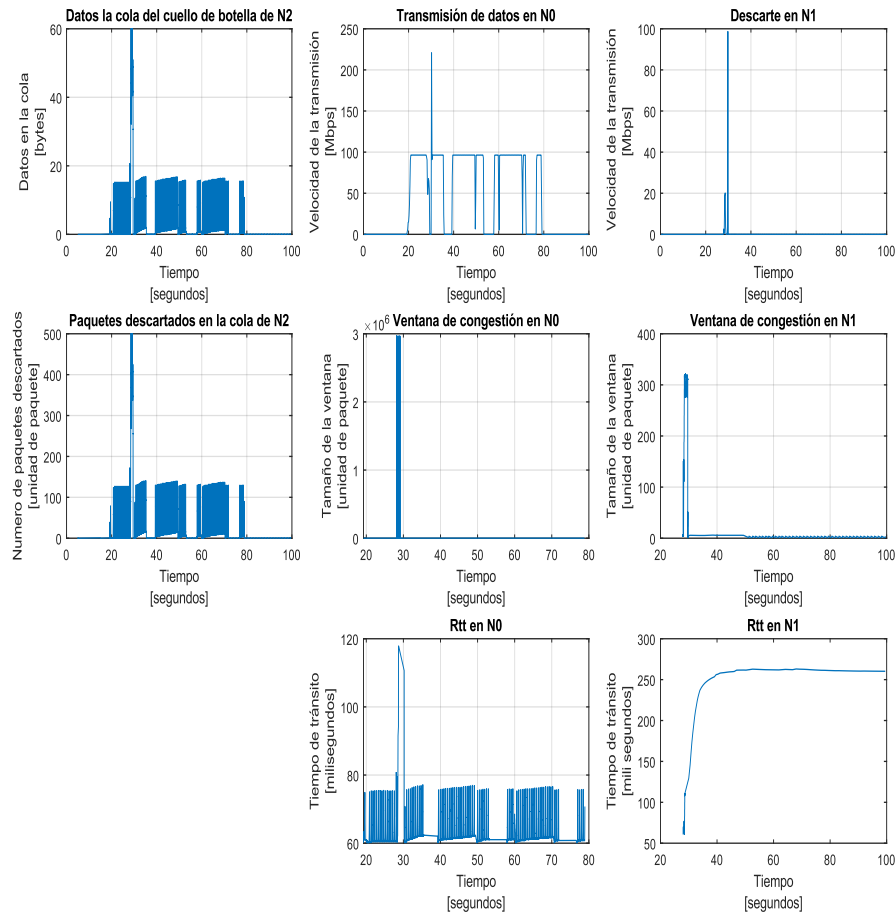 Datos la cola del cuello de botella de N2
Datos en la cola
[bytes]
60
40
20
0
0 20 40 60 80 100
Tiempo
[segundos]
Transmisión de datos en N0
Velocidad de la transmisión
[Mbps]
250
200
150
100
50
0
0 20 40 60 80 100
Tiempo
[segundos]
Descarte en N1
Velocidad de la transmisión
[Mbps]
100
80
60
40
20
0
0 20 40 60 80 100
Tiempo
[segundos]
Paquetes descartados en la cola de N2
Numero de paquetes descartados
[unidad de paquete]
500
400
300
200
100
0
0 20 40 60 80 100
Tiempo
[segundos]
Ventana de congestión en N0
Tamaño de la ventana
[unidad de paquete]
×10^6
3
2
1
0
20 30 40 50 60 70 80
Tiempo
[segundos]
Ventana de congestión en N1
Tamaño de la ventana
[unidad de paquete]
400
300
200
100
0
20 40 60 80 100
Tiempo
[segundos]
Rtt en N0
Tiempo de tránsito
[milisegundos]
120
100
80
60
20 30 40 50 60 70 80
Tiempo
[segundos]
Rtt en N1
Tiempo de tránsito
[mili segundos]
300
250
200
150
100
50
20 40 60 80 100
Tiempo
[segundos]